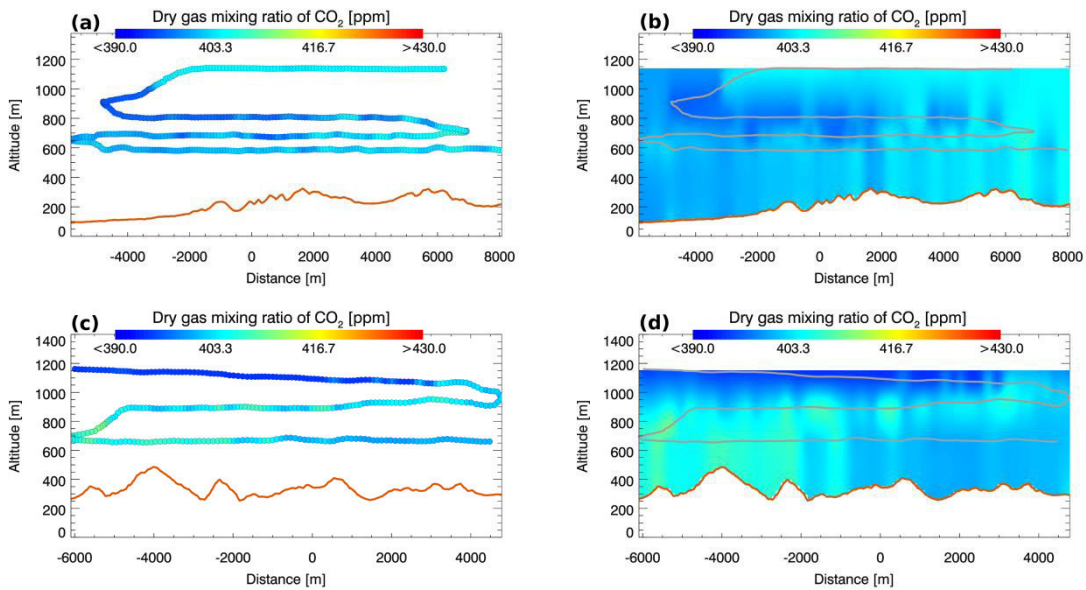 (a) Dry gas mixing ratio of CO2 [ppm]
<390.0 403.3 416.7 >430.0
1200
1000
800
600
400
200
0
Altitude [m]
-4000 -2000 0 2000 4000 6000 8000
Distance [m]
(b) Dry gas mixing ratio of CO2 [ppm]
<390.0 403.3 416.7 >430.0
1200
1000
800
600
400
200
0
Altitude [m]
-4000 -2000 0 2000 4000 6000 8000
Distance [m]
(c) Dry gas mixing ratio of CO2 [ppm]
<390.0 403.3 416.7 >430.0
1400
1200
1000
800
600
400
200
0
Altitude [m]
-6000 -4000 -2000 0 2000 4000
Distance [m]
(d) Dry gas mixing ratio of CO2 [ppm]
<390.0 403.3 416.7 >430.0
1400
1200
1000
800
600
400
200
0
Altitude [m]
-6000 -4000 -2000 0 2000 4000
Distance [m]